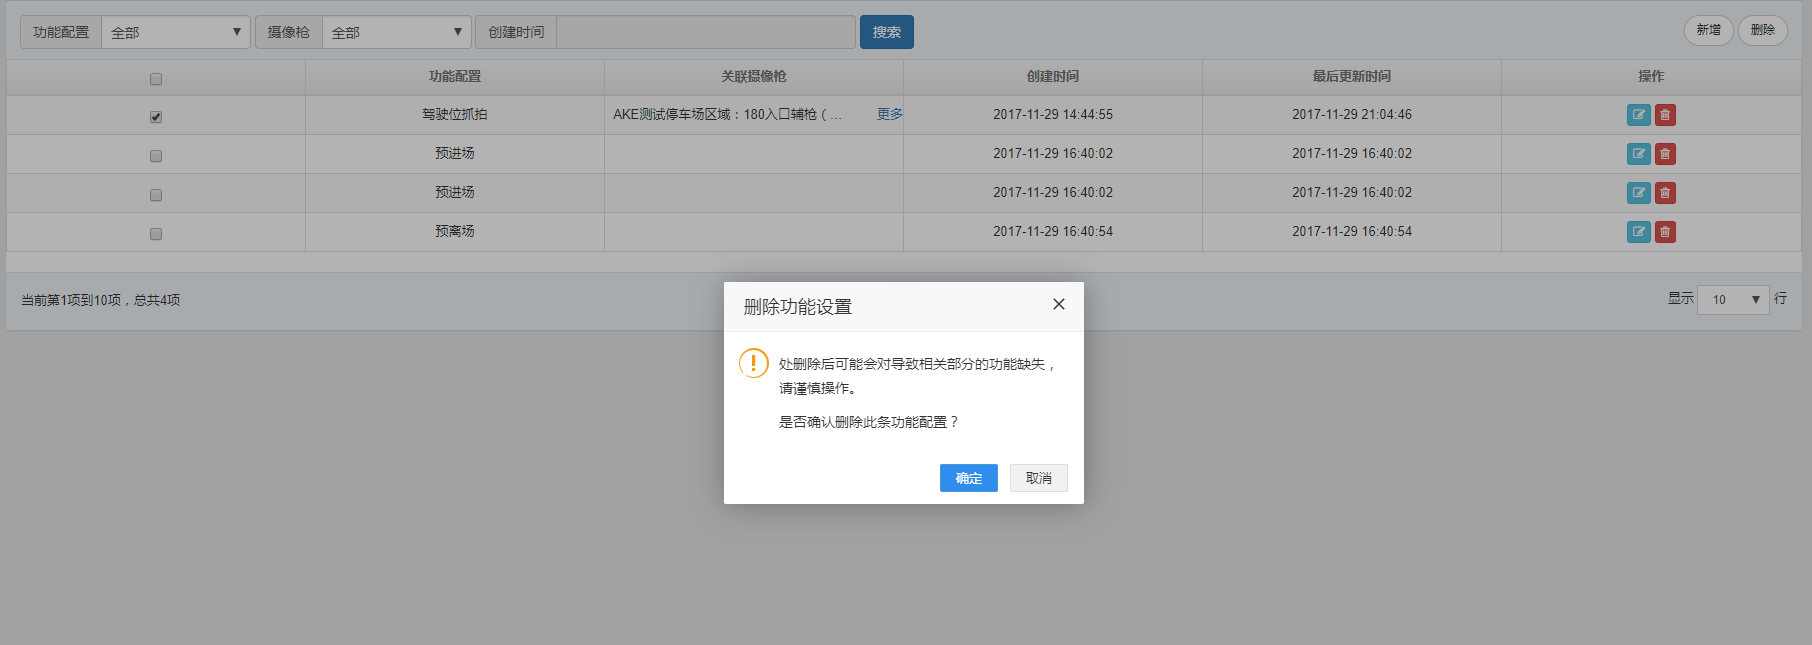 功能配置 全部 摄像枪 全部 创建时间 搜索 新增 删除
功能配置 关联摄像枪 创建时间 最后更新时间 操作
驾驶位抓拍 AKE测试停车场区域：180入口辅枪（... 更多 2017-11-29 14:44:55 2017-11-29 21:04:46
预进场 2017-11-29 16:40:02 2017-11-29 16:40:02
预进场 2017-11-29 16:40:02 2017-11-29 16:40:02
预离场 2017-11-29 16:40:54 2017-11-29 16:40:54
当前第1项到10项，总共4项 显示 10 行
删除功能设置
处删除后可能会对导致相关部分的功能缺失，
请谨慎操作。
是否确认删除此条功能配置？
确定 取消